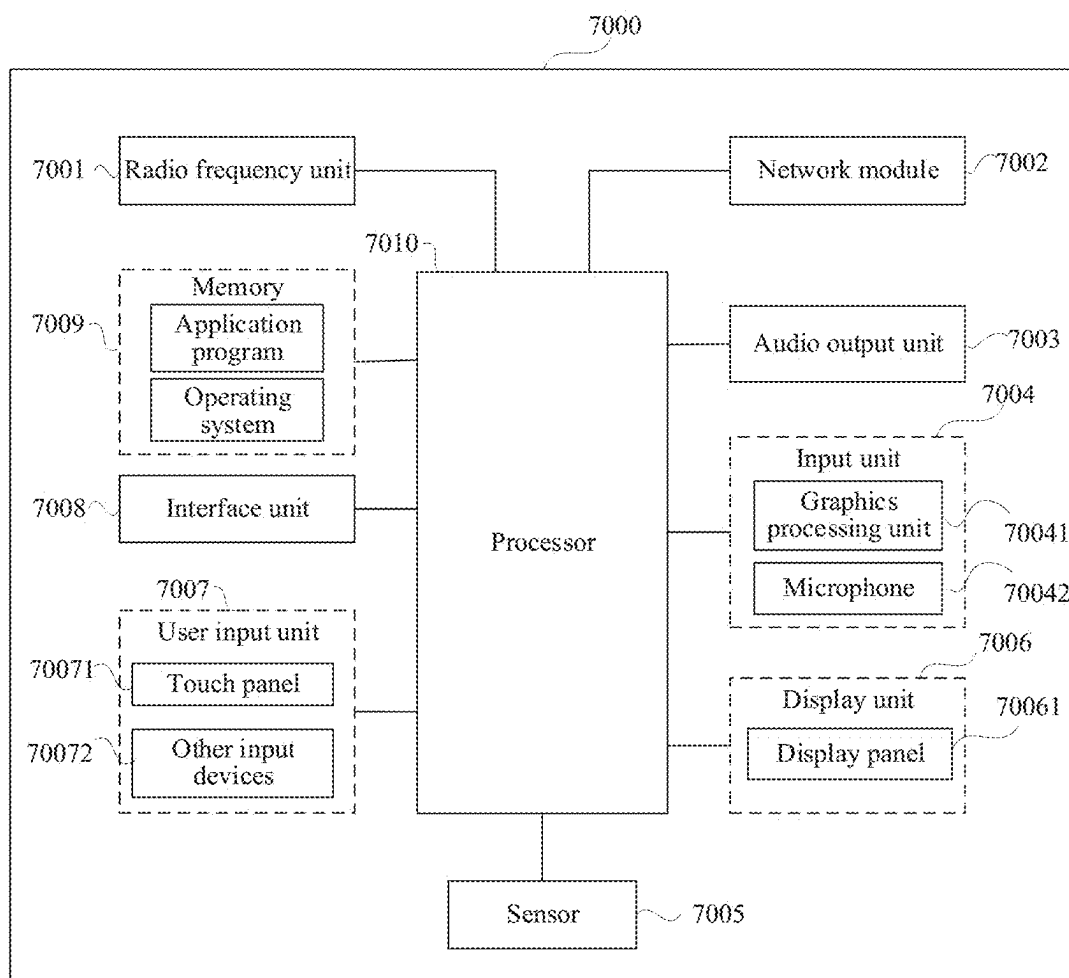 7000
7001
Radio frequency unit
Network module
7002
7010
Memory
7009
Application
program
Operating
system
Audio output unit
7003
7004
Input unit
Graphics
processing unit
70041
Microphone
70042
7008
Interface unit
Processor
7007
User input unit
70071
Touch panel
70072
Other input
devices
7006
Display unit
70061
Display panel
Sensor
7005